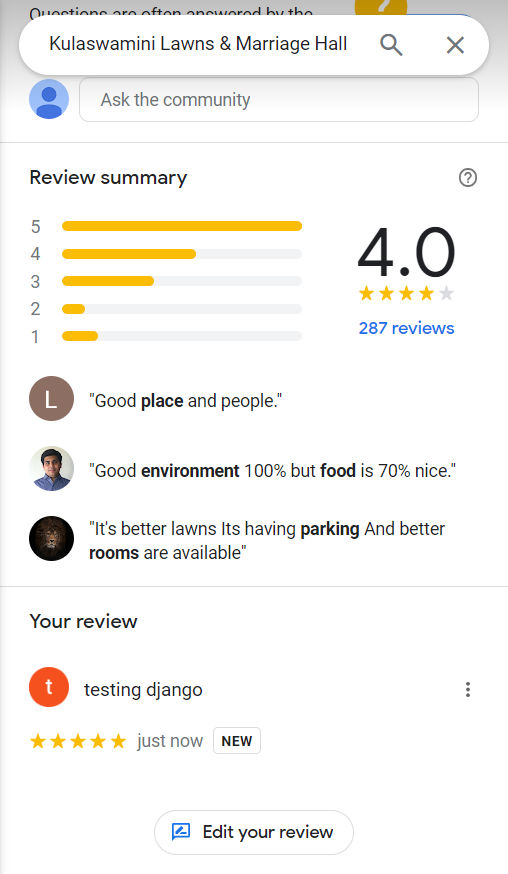 Questions are often answered by the
Kulaswamini Lawns & Marriage Hall
Ask the community
Review summary
5
4
3
2
1
4.0
287 reviews
L
"Good place and people."
"Good environment 100% but food is 70% nice."
"It's better lawns Its having parking And better
rooms are available"
Your review
t
testing django
just now NEW
Edit your review